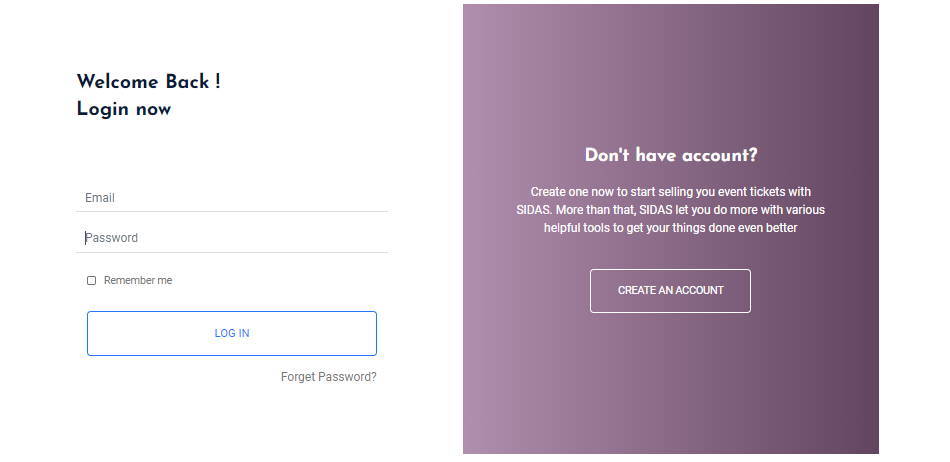 Welcome Back !
Login now
Email
Password
Remember me
LOG IN
Forget Password?
Don't have account?
Create one now to start selling you event tickets with
SIDAS. More than that, SIDAS let you do more with various
helpful tools to get your things done even better
CREATE AN ACCOUNT